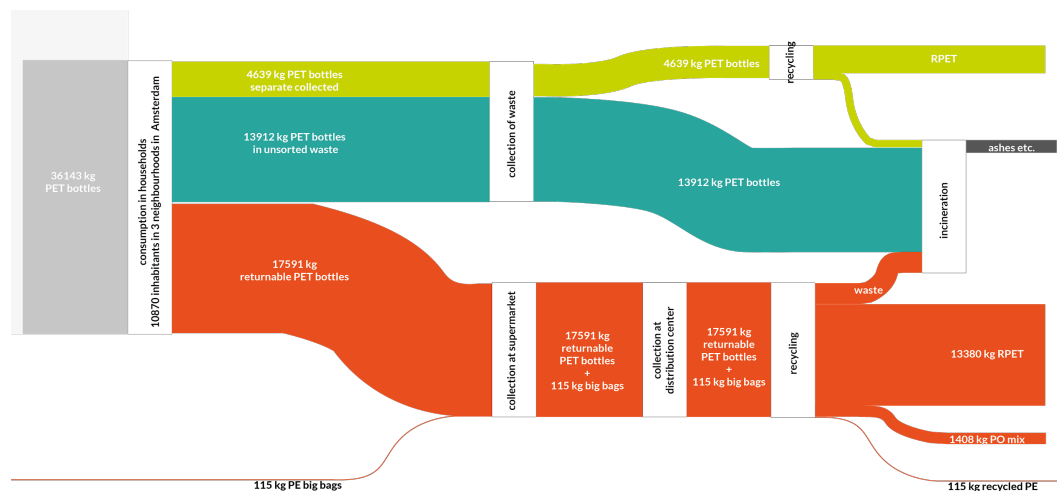 36143 kg
PET bottles
consumption in households
10870 inhabitants in 3 neighbourhoods in Amsterdam
4639 kg PET bottles
separate collected
13912 kg PET bottles
in unsorted waste
17591 kg
returnable PET bottles
115 kg PE big bags
collection of waste
collection at supermarket
4639 kg PET bottles
13912 kg PET bottles
17591 kg
returnable
PET bottles
+
115 kg big bags
collection at
distribution center
17591 kg
returnable
PET bottles
+
115 kg big bags
recycling
recycling
RPET
incineration
ashes etc.
waste
13380 kg RPET
1408 kg PO mix
115 kg recycled PE